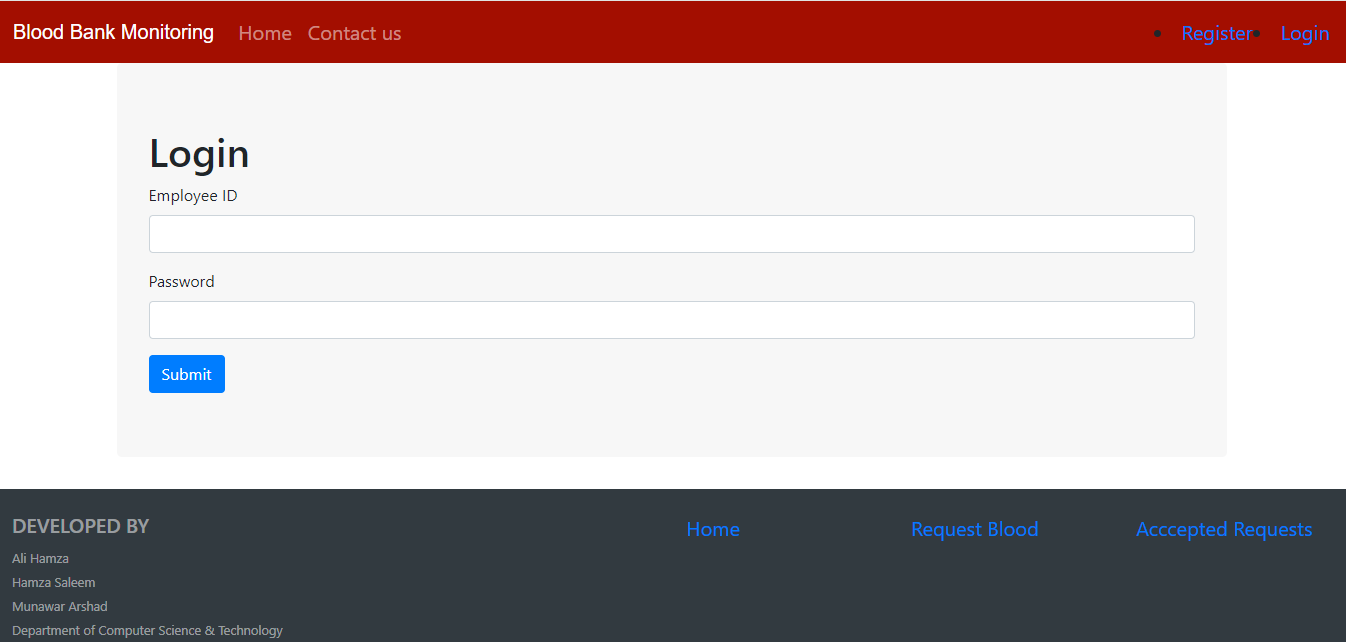 Blood Bank Monitoring Home Contact us Register Login
Login
Employee ID
Password
Submit
DEVELOPED BY
Ali Hamza
Hamza Saleem
Munawar Arshad
Department of Computer Science & Technology
Home Request Blood Acccepted Requests